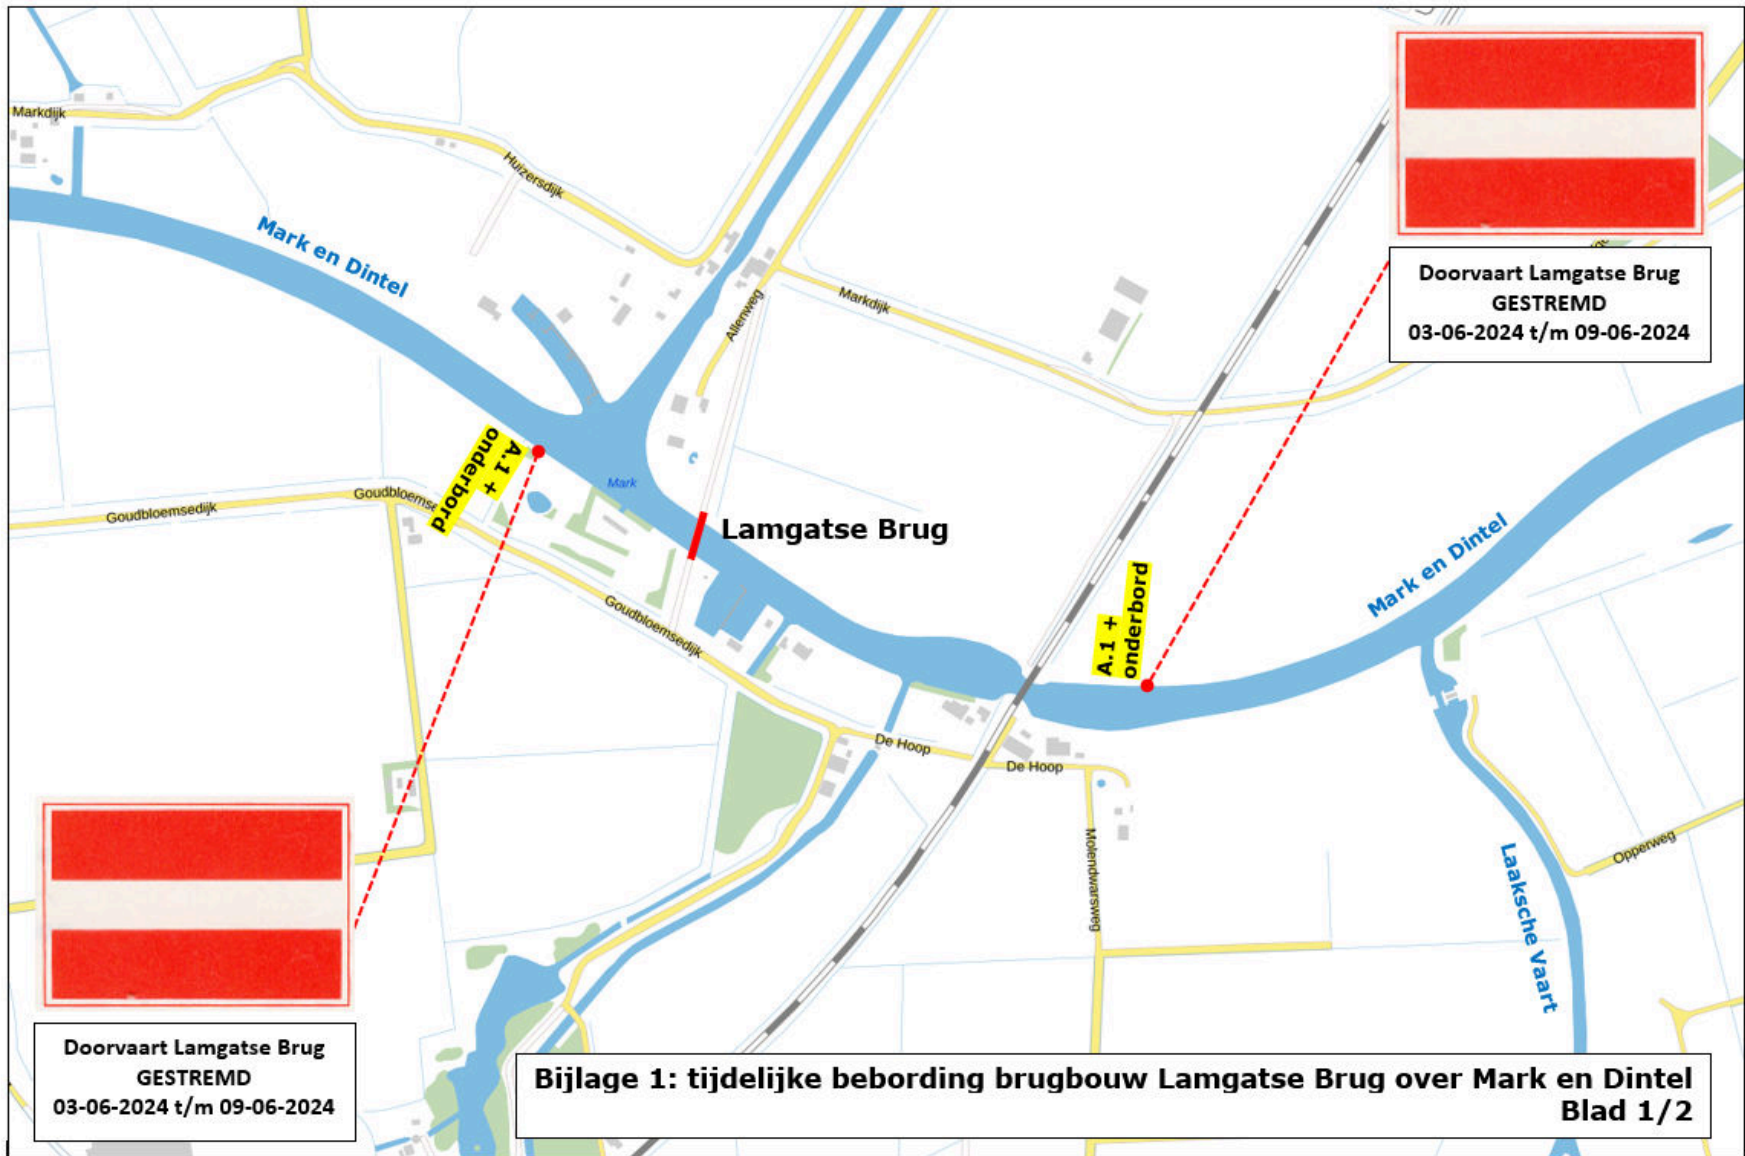 Markdijk
Huizersdijk
Mark en Dintel
Allenweg
Markdijk
Doorvaart Lamgatse Brug
GESTREMD
03-06-2024 t/m 09-06-2024
A.1 +
onderbord
Mark
Goudbloemsedijk
Goudbloemse
Lamgatse Brug
Goudbloemsedijk
A.1 +
onderbord
Mark en Dintel
De Hoop
De Hoop
Molendwarsweg
Opperweg
Laaksche Vaart
Doorvaart Lamgatse Brug
GESTREMD
03-06-2024 t/m 09-06-2024
Bijlage 1: tijdelijke bebording brugbouw Lamgatse Brug over Mark en Dintel
Blad 1/2